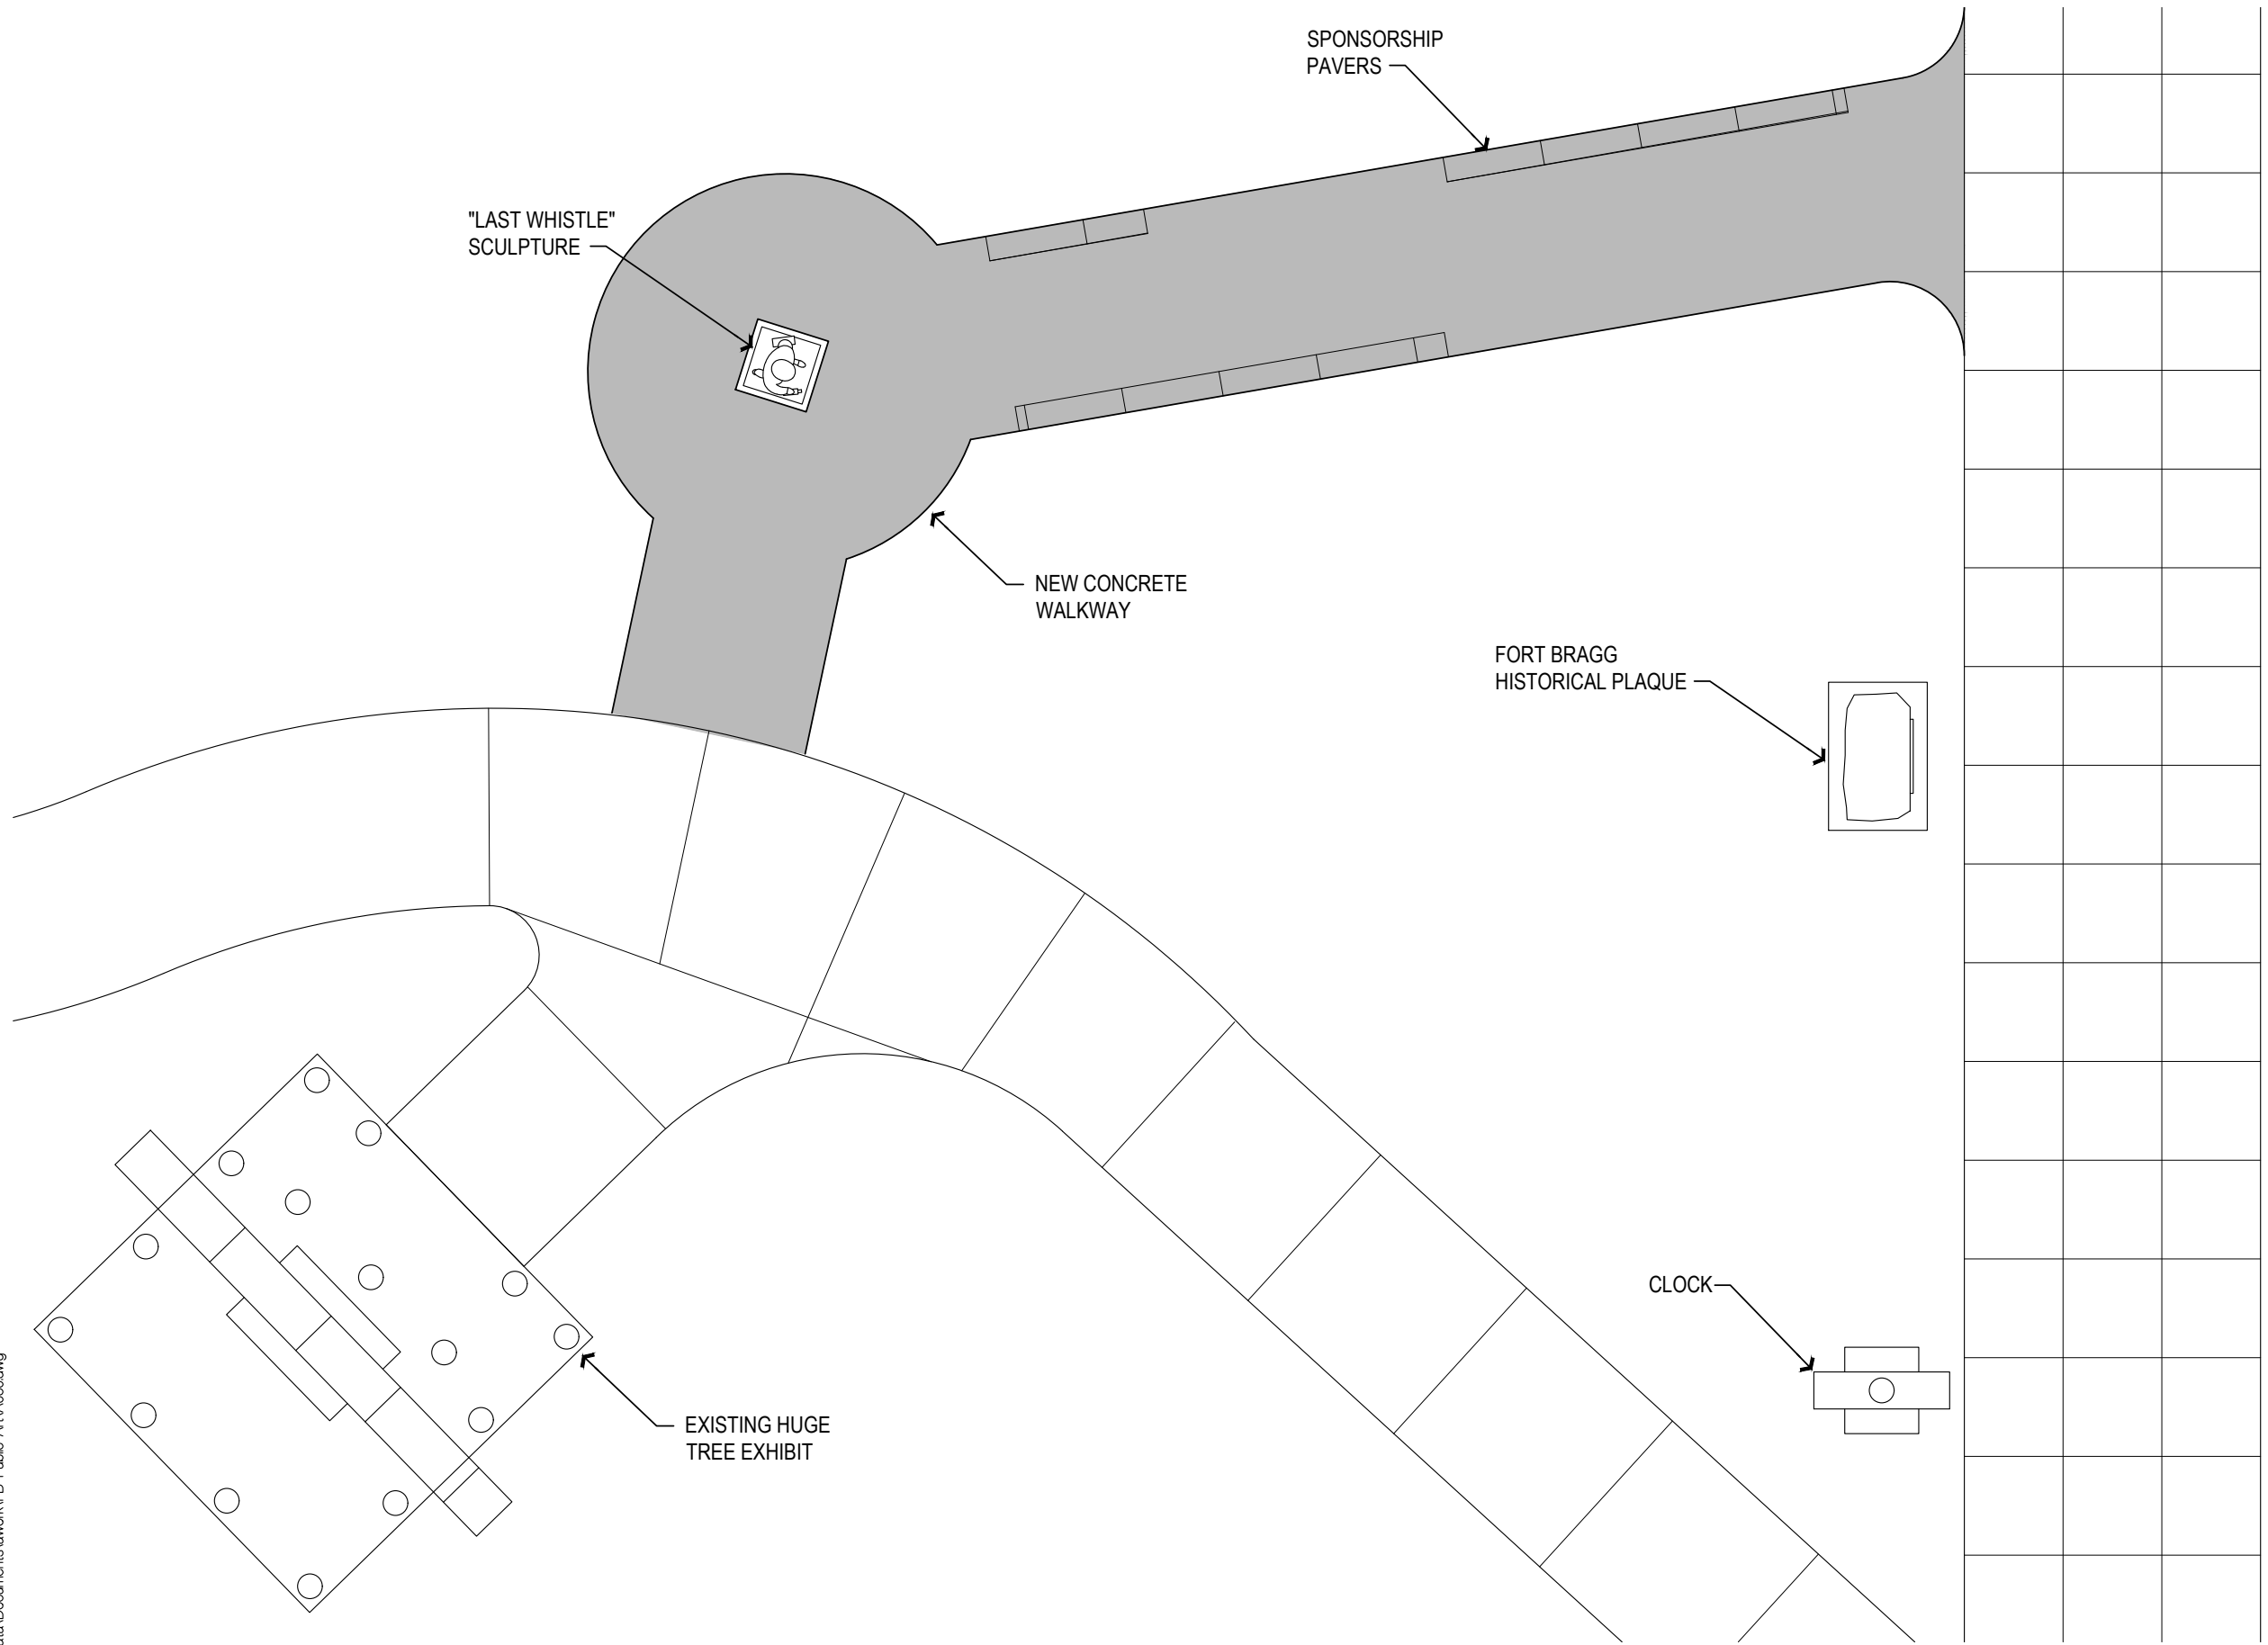 SPONSORSHIP
PAVERS
"LAST WHISTLE"
SCULPTURE
NEW CONCRETE
WALKWAY
FORT BRAGG
HISTORICAL PLAQUE
CLOCK
EXISTING HUGE
TREE EXHIBIT